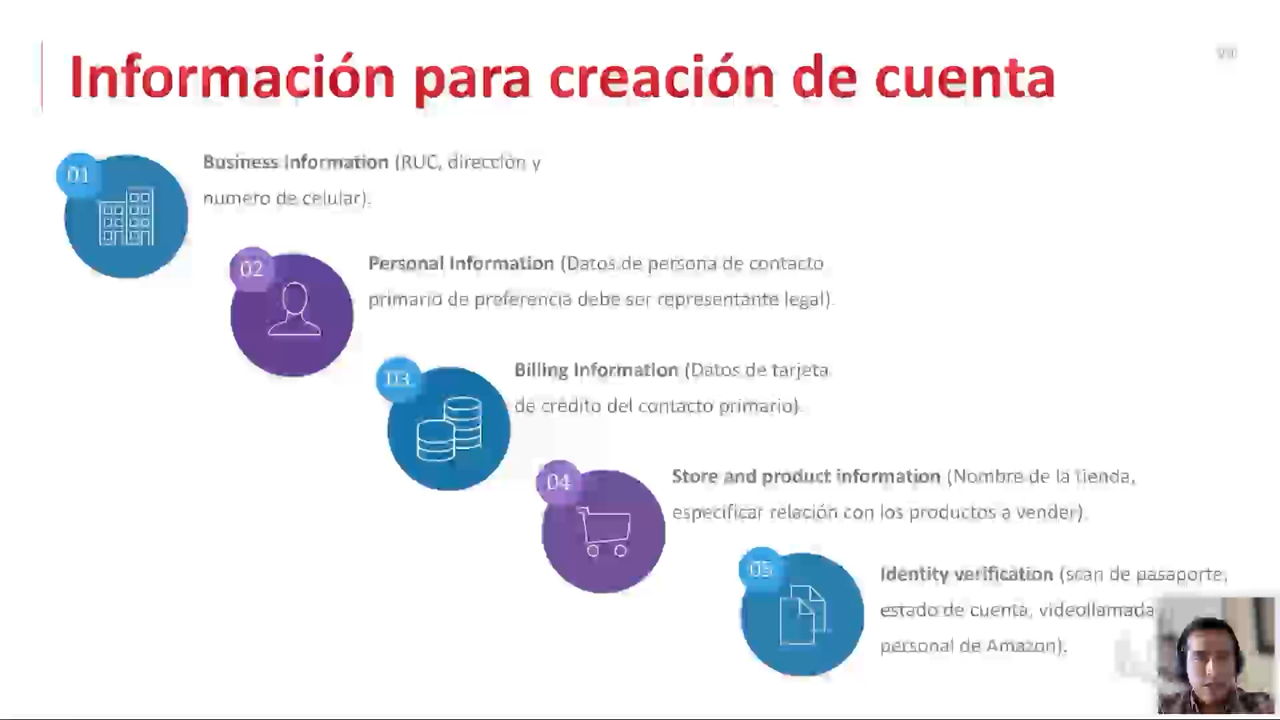 Información para creación de cuenta
01
Business Information (RUC, dirección y
numero de celular).
02
Personal Information (Datos de persona de contacto
primario de preferencia debe ser representante legal).
03
Billing Information (Datos de tarjeta
de crédito del contacto primario).
04
Store and product information (Nombre de la tienda,
especificar relación con los productos a vender).
05
Identity verification (scan de pasaporte,
estado de cuenta, videollamada
personal de Amazon).